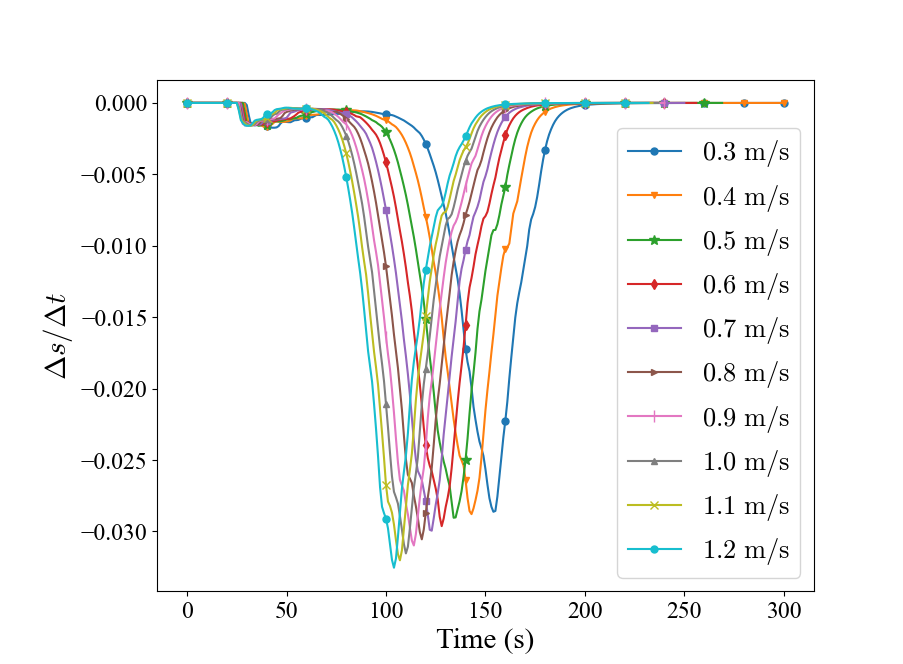 0.000
−0.005
−0.010
−0.015
−0.020
−0.025
−0.030
Δs/Δt
0
50
100
150
200
250
300
Time (s)
0.3 m/s
0.4 m/s
0.5 m/s
0.6 m/s
0.7 m/s
0.8 m/s
0.9 m/s
1.0 m/s
1.1 m/s
1.2 m/s